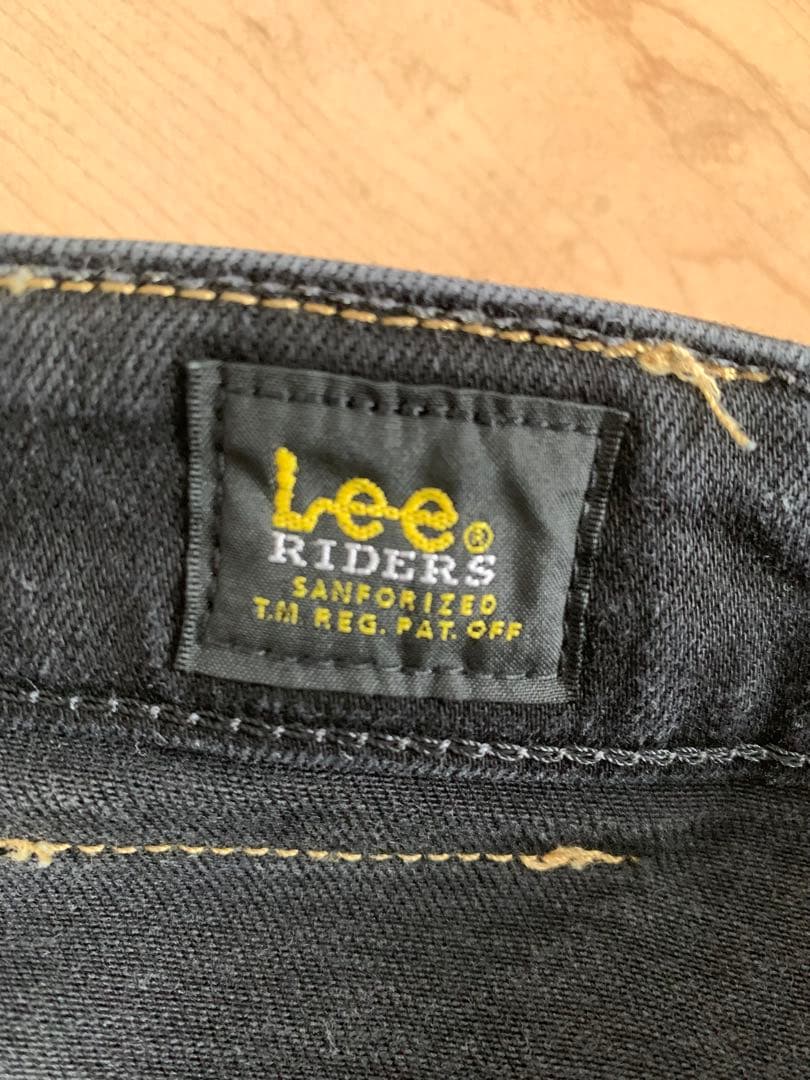 Lee®
RIDERS
SANFORIZED
T.M. REG. PAT. OFF